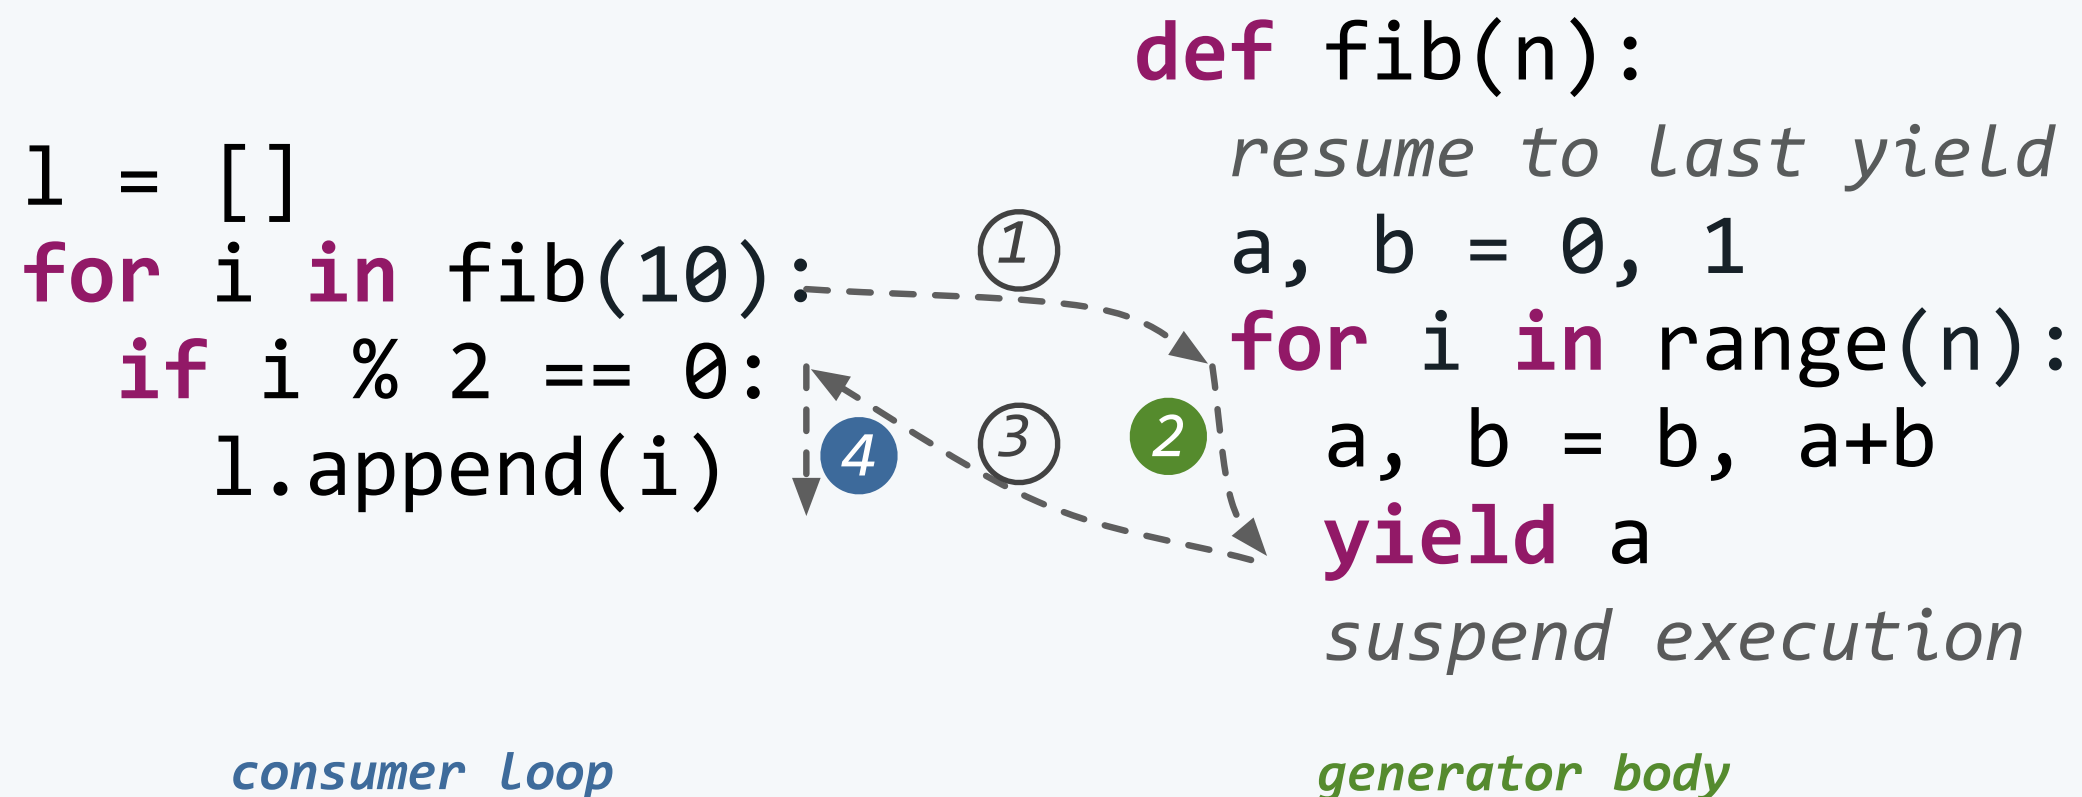 l = []
for i in fib(10):
  if i % 2 == 0:
    l.append(i)
consumer loop
1
2
3
4
def fib(n):
  resume to last yield
  a, b = 0, 1
  for i in range(n):
    a, b = b, a+b
    yield a
    suspend execution
generator body